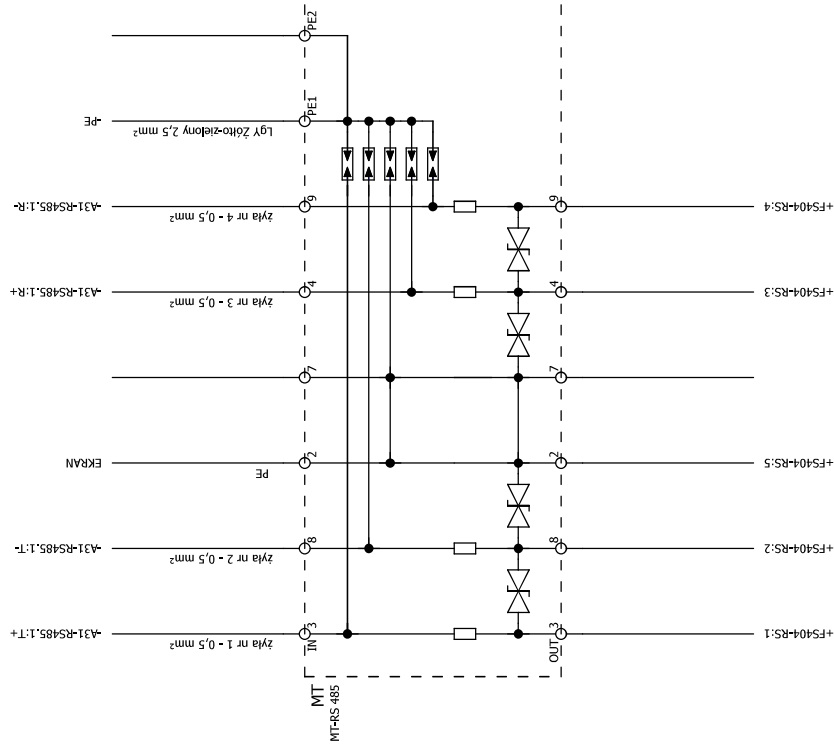 PE2
-PE
LgY Żółto-zielony 2,5 mm²
PE1
-A31-RS485.1:R-
żyła nr 4 - 0,5 mm²
9
9
+FS404-RS:4
-A31-RS485.1:R+
żyła nr 3 - 0,5 mm²
4
4
+FS404-RS:3
7
7
EKRAN
PE
2
2
+FS404-RS:5
-A31-RS485.1:T-
żyła nr 2 - 0,5 mm²
8
8
+FS404-RS:2
-A31-RS485.1:T+
żyła nr 1 - 0,5 mm²
IN
3
OUT
3
+FS404-RS:1
MT
MT-RS 485